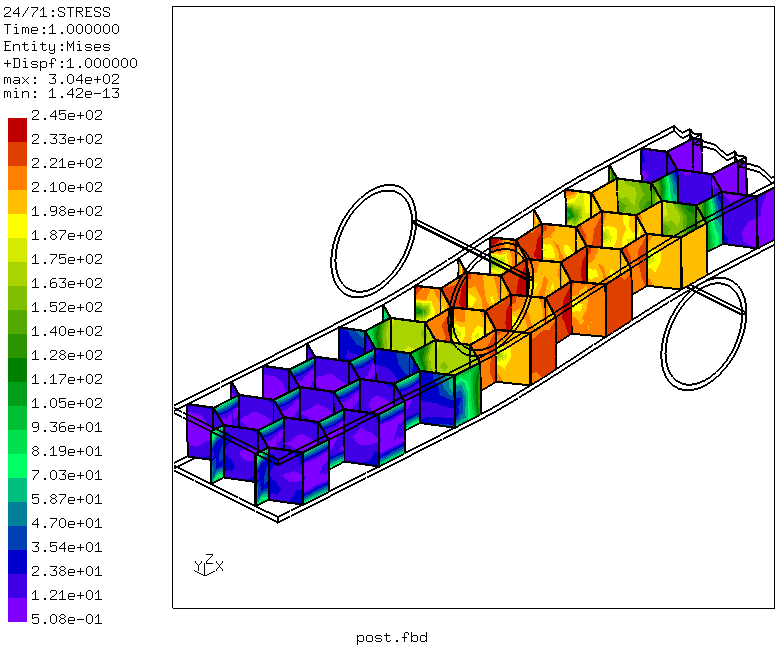 24/71:STRESS
Time:1.000000
Entity:Mises
+Dispf:1.000000
max: 3.04e+02
min: 1.42e-13
2.45e+02
2.33e+02
2.21e+02
2.10e+02
1.98e+02
1.87e+02
1.75e+02
1.63e+02
1.52e+02
1.40e+02
1.28e+02
1.17e+02
1.05e+02
9.36e+01
8.19e+01
7.03e+01
5.87e+01
4.70e+01
3.54e+01
2.38e+01
1.21e+01
5.08e-01
Y Z X
post.fbd